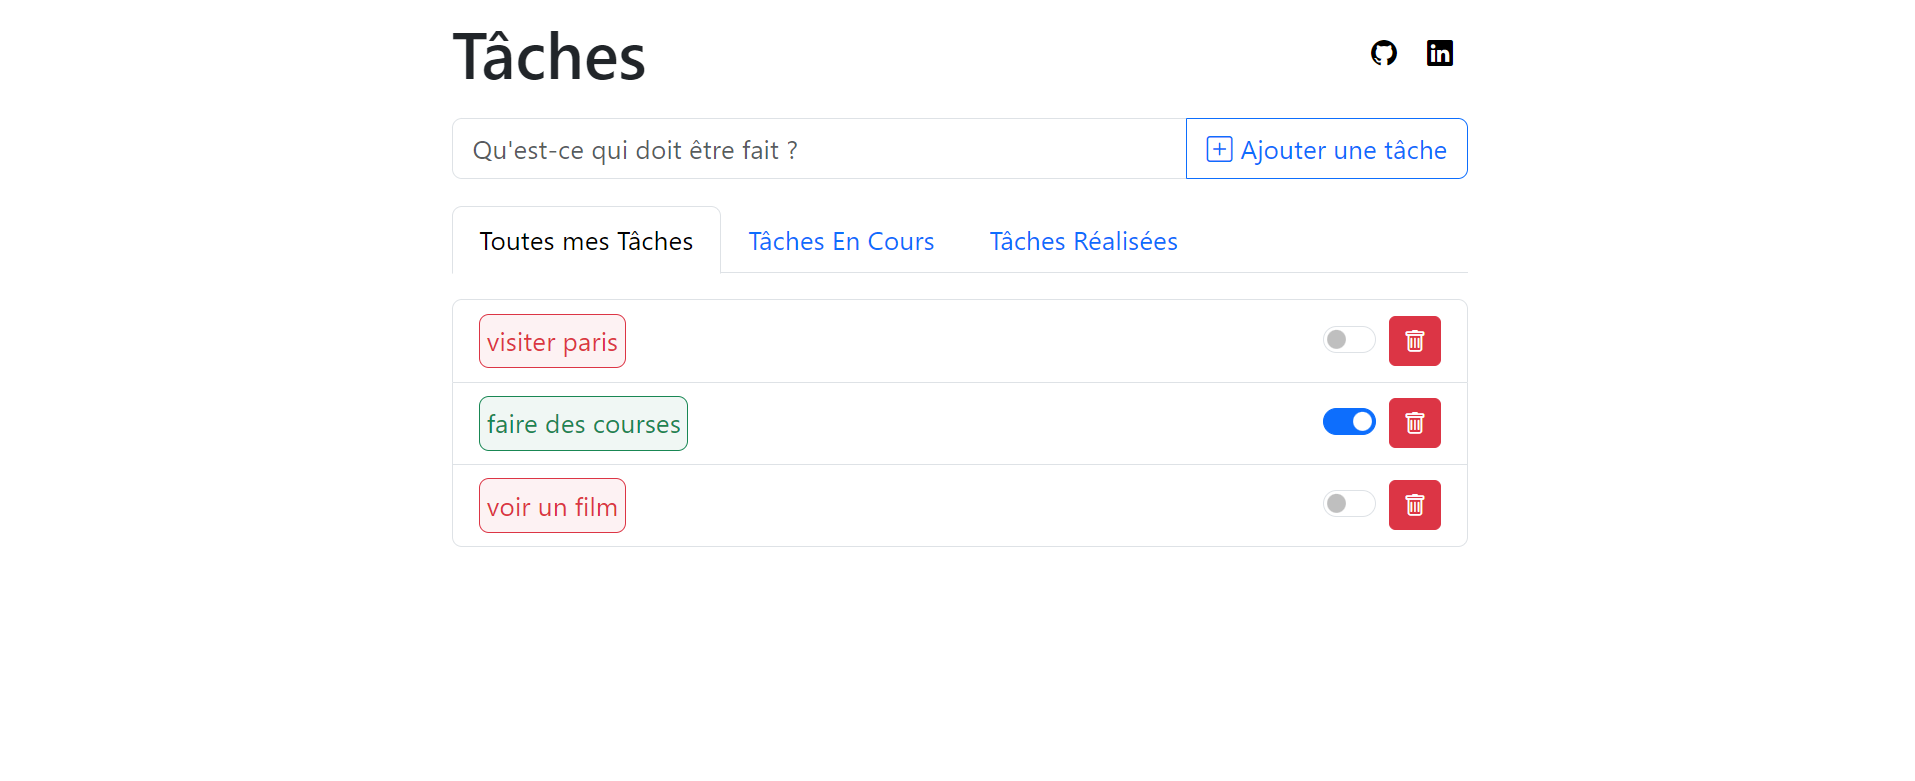 Tâches
Qu'est-ce qui doit être fait ?
Ajouter une tâche
Toutes mes Tâches
Tâches En Cours
Tâches Réalisées
visiter paris
faire des courses
voir un film